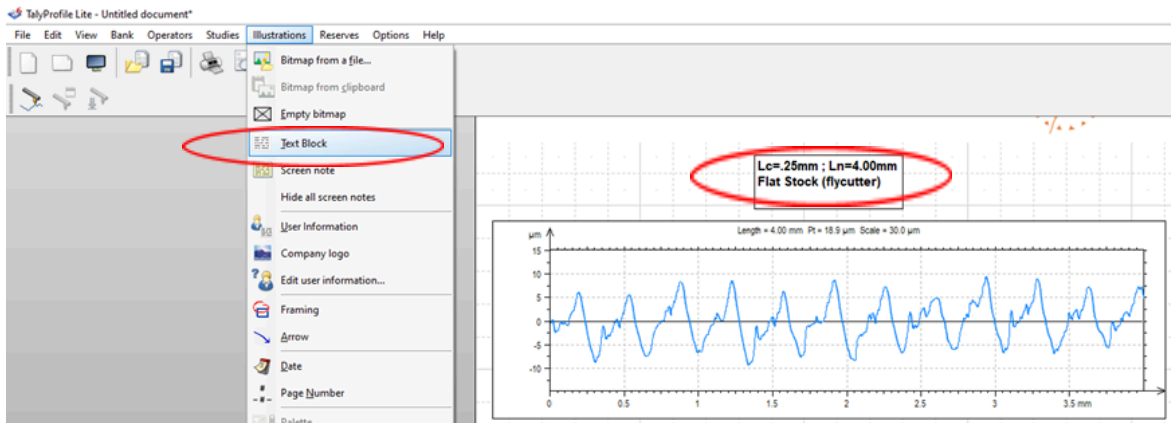 TalyProfile Lite - Untitled document*
File Edit View Bank Operators Studies Illustrations Reserves Options Help
Bitmap from a file...
Bitmap from clipboard
Empty bitmap
Text Block
Screen note
Hide all screen notes
User Information
Company logo
Edit user information...
Framing
Arrow
Date
Page Number
Palette
Lc=.25mm ; Ln=4.00mm
Flat Stock (flycutter)
µm
Length = 4.00 mm Pt = 18.9 µm Scale = 30.0 µm
15
10
5
0
-5
-10
0 0.5 1 1.5 2 2.5 3 3.5 mm